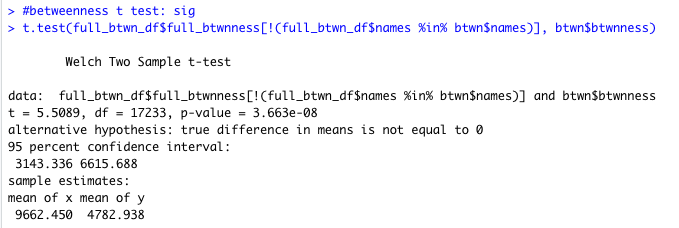 > #betweenness t test: sig
> t.test(full_btwn_df$full_btwnness[!(full_btwn_df$names %in% btwn$names)], btwn$btwnness)
Welch Two Sample t-test
data:  full_btwn_df$full_btwnness[!(full_btwn_df$names %in% btwn$names)] and btwn$btwnness
t = 5.5089, df = 17233, p-value = 3.663e-08
alternative hypothesis: true difference in means is not equal to 0
95 percent confidence interval:
 3143.336 6615.688
sample estimates:
mean of x mean of y
 9662.450  4782.938